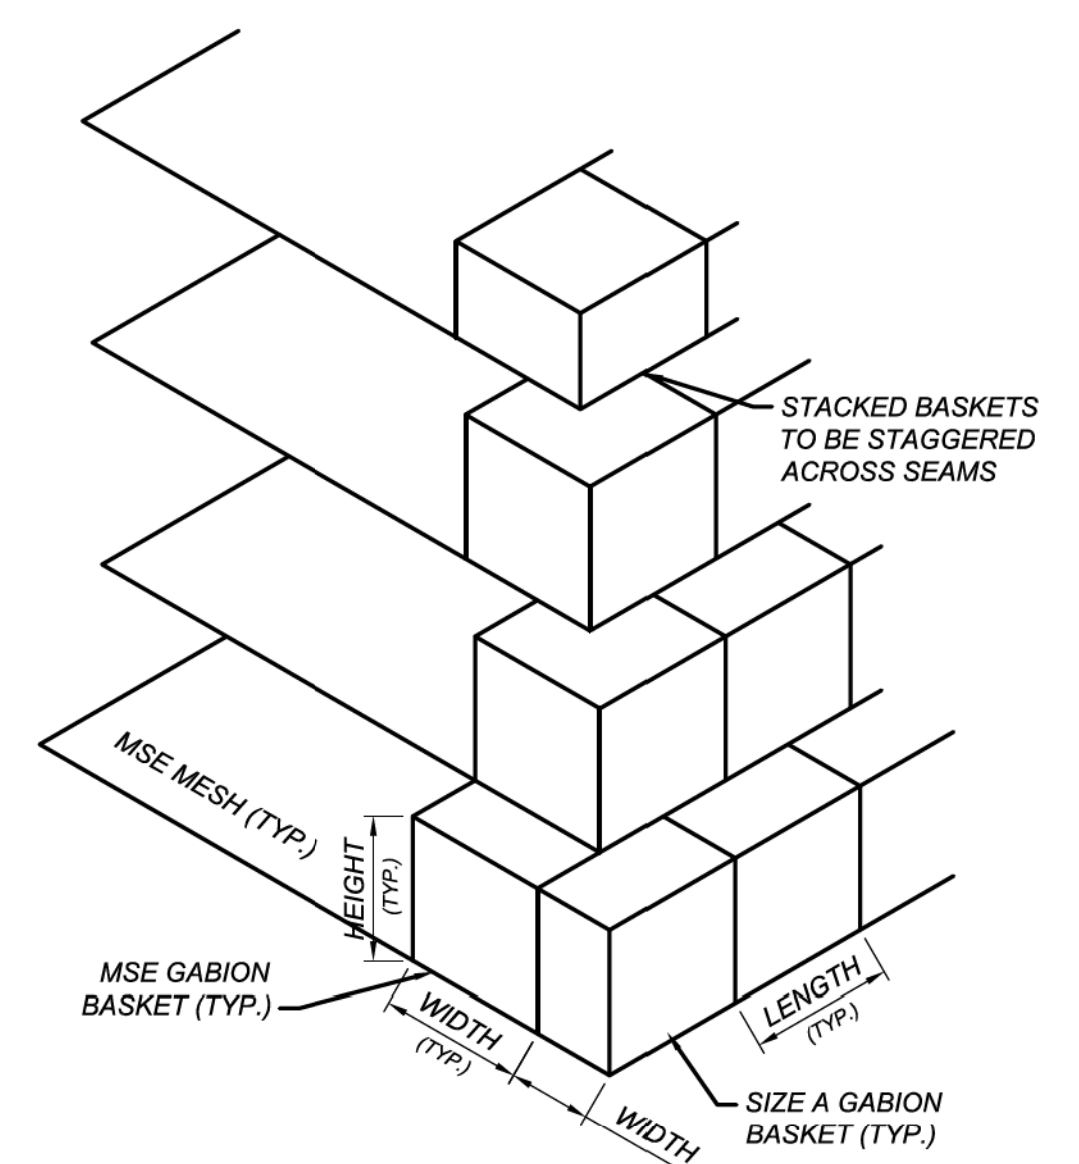 STACKED BASKETS
TO BE STAGGERED
ACROSS SEAMS
MSE MESH (TYP.)
HEIGHT
(TYP.)
MSE GABION
BASKET (TYP.)
WIDTH
(TYP.)
LENGTH
(TYP.)
WIDTH
SIZE A GABION
BASKET (TYP.)